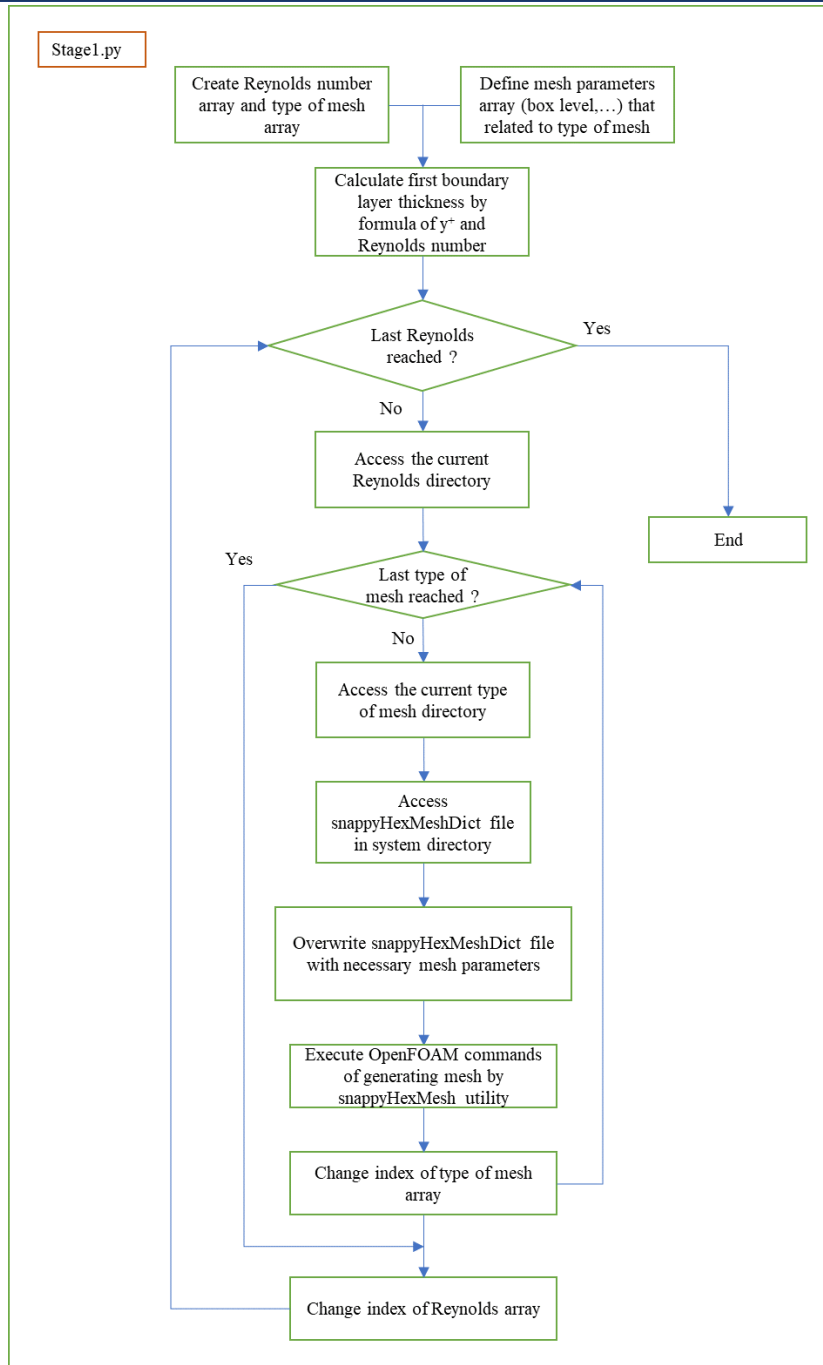 Stage1.py
Create Reynolds number
array and type of mesh
array
Define mesh parameters
array (box level,…) that
related to type of mesh
Calculate first boundary
layer thickness by
formula of y⁺ and
Reynolds number
Last Reynolds
reached ?
Yes
No
Access the current
Reynolds directory
End
Yes
Last type of
mesh reached ?
No
Access the current type
of mesh directory
Access
snappyHexMeshDict file
in system directory
Overwrite snappyHexMeshDict file
with necessary mesh parameters
Execute OpenFOAM commands
of generating mesh by
snappyHexMesh utility
Change index of type of mesh
array
Change index of Reynolds array